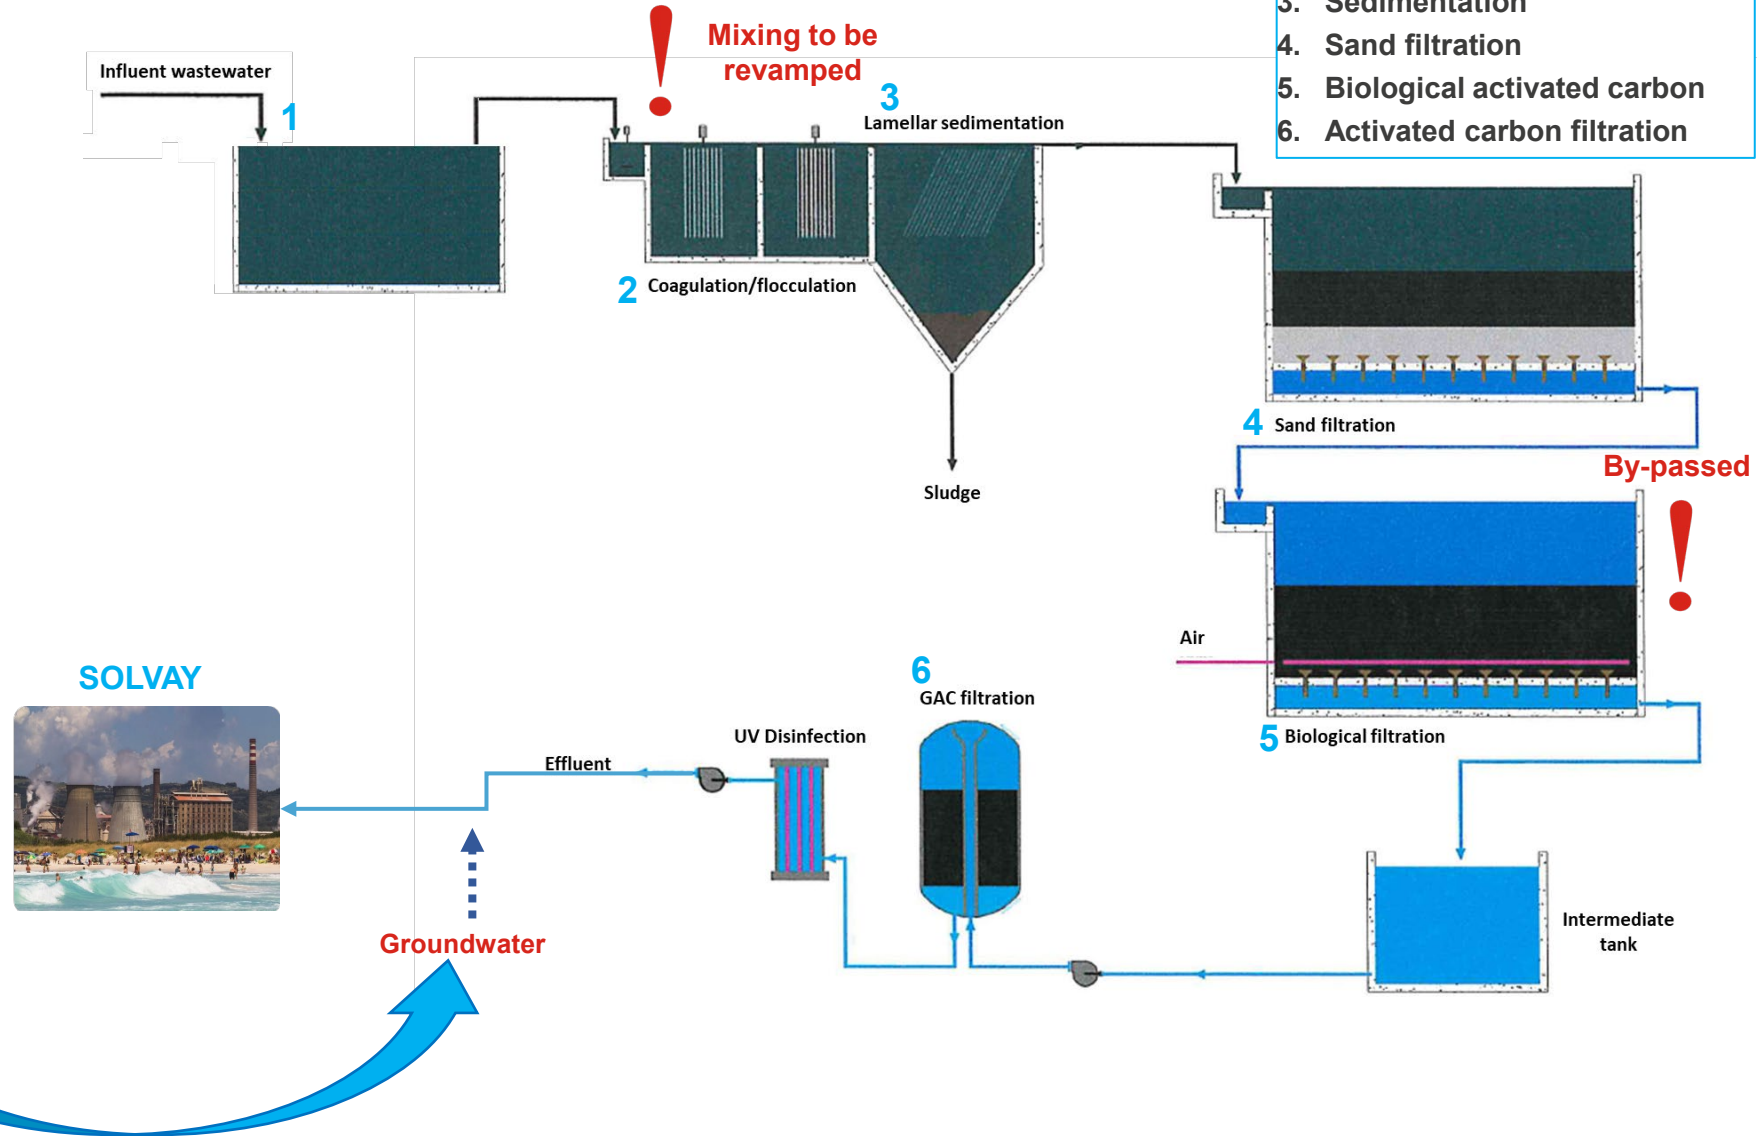 3. Sedimentation
4. Sand filtration
5. Biological activated carbon
6. Activated carbon filtration
Mixing to be
revamped
Influent wastewater
1
3
Lamellar sedimentation
2 Coagulation/flocculation
Sludge
4 Sand filtration
By-passed
Air
5 Biological filtration
SOLVAY
6
GAC filtration
UV Disinfection
Effluent
Groundwater
Intermediate
tank